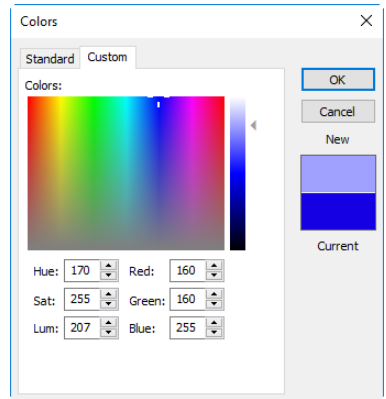 Colors
Standard Custom
Colors:
OK
Cancel
New
Current
Hue: 170 Red: 160
Sat: 255 Green: 160
Lum: 207 Blue: 255